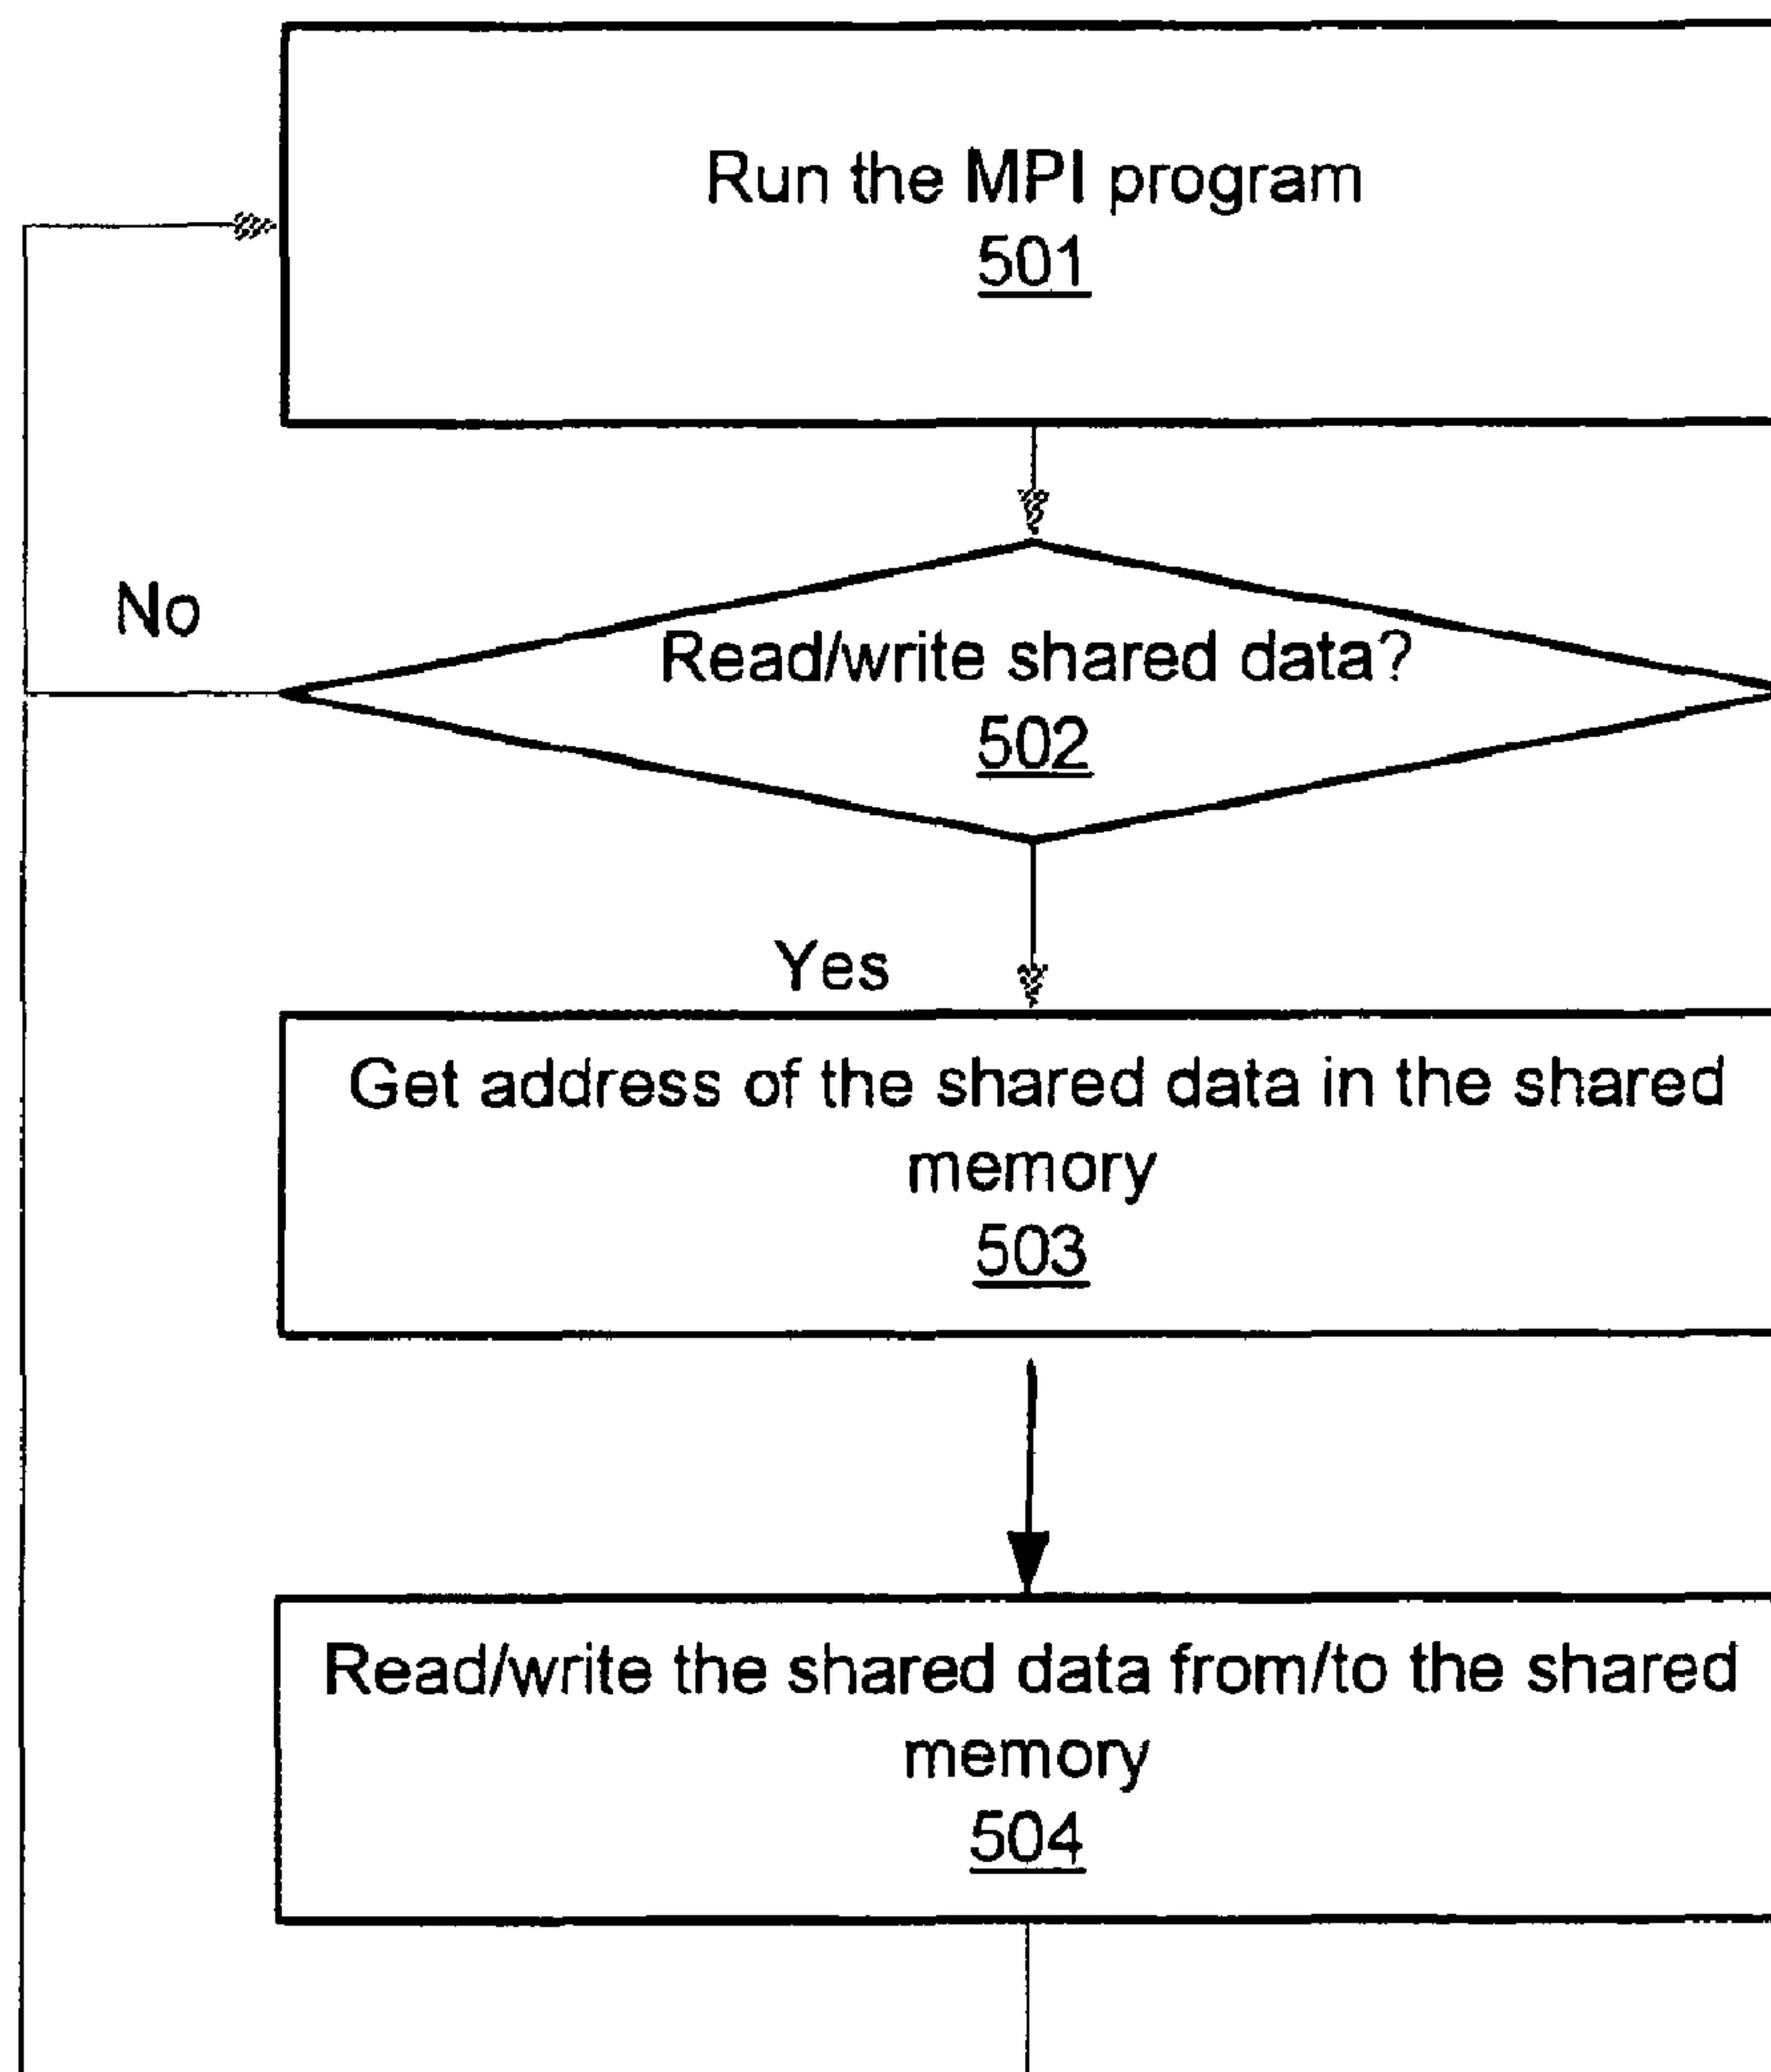 Run the MPI program
501
No
Read/write shared data?
502
Yes
Get address of the shared data in the shared
memory
503
Read/write the shared data from/to the shared
memory
504